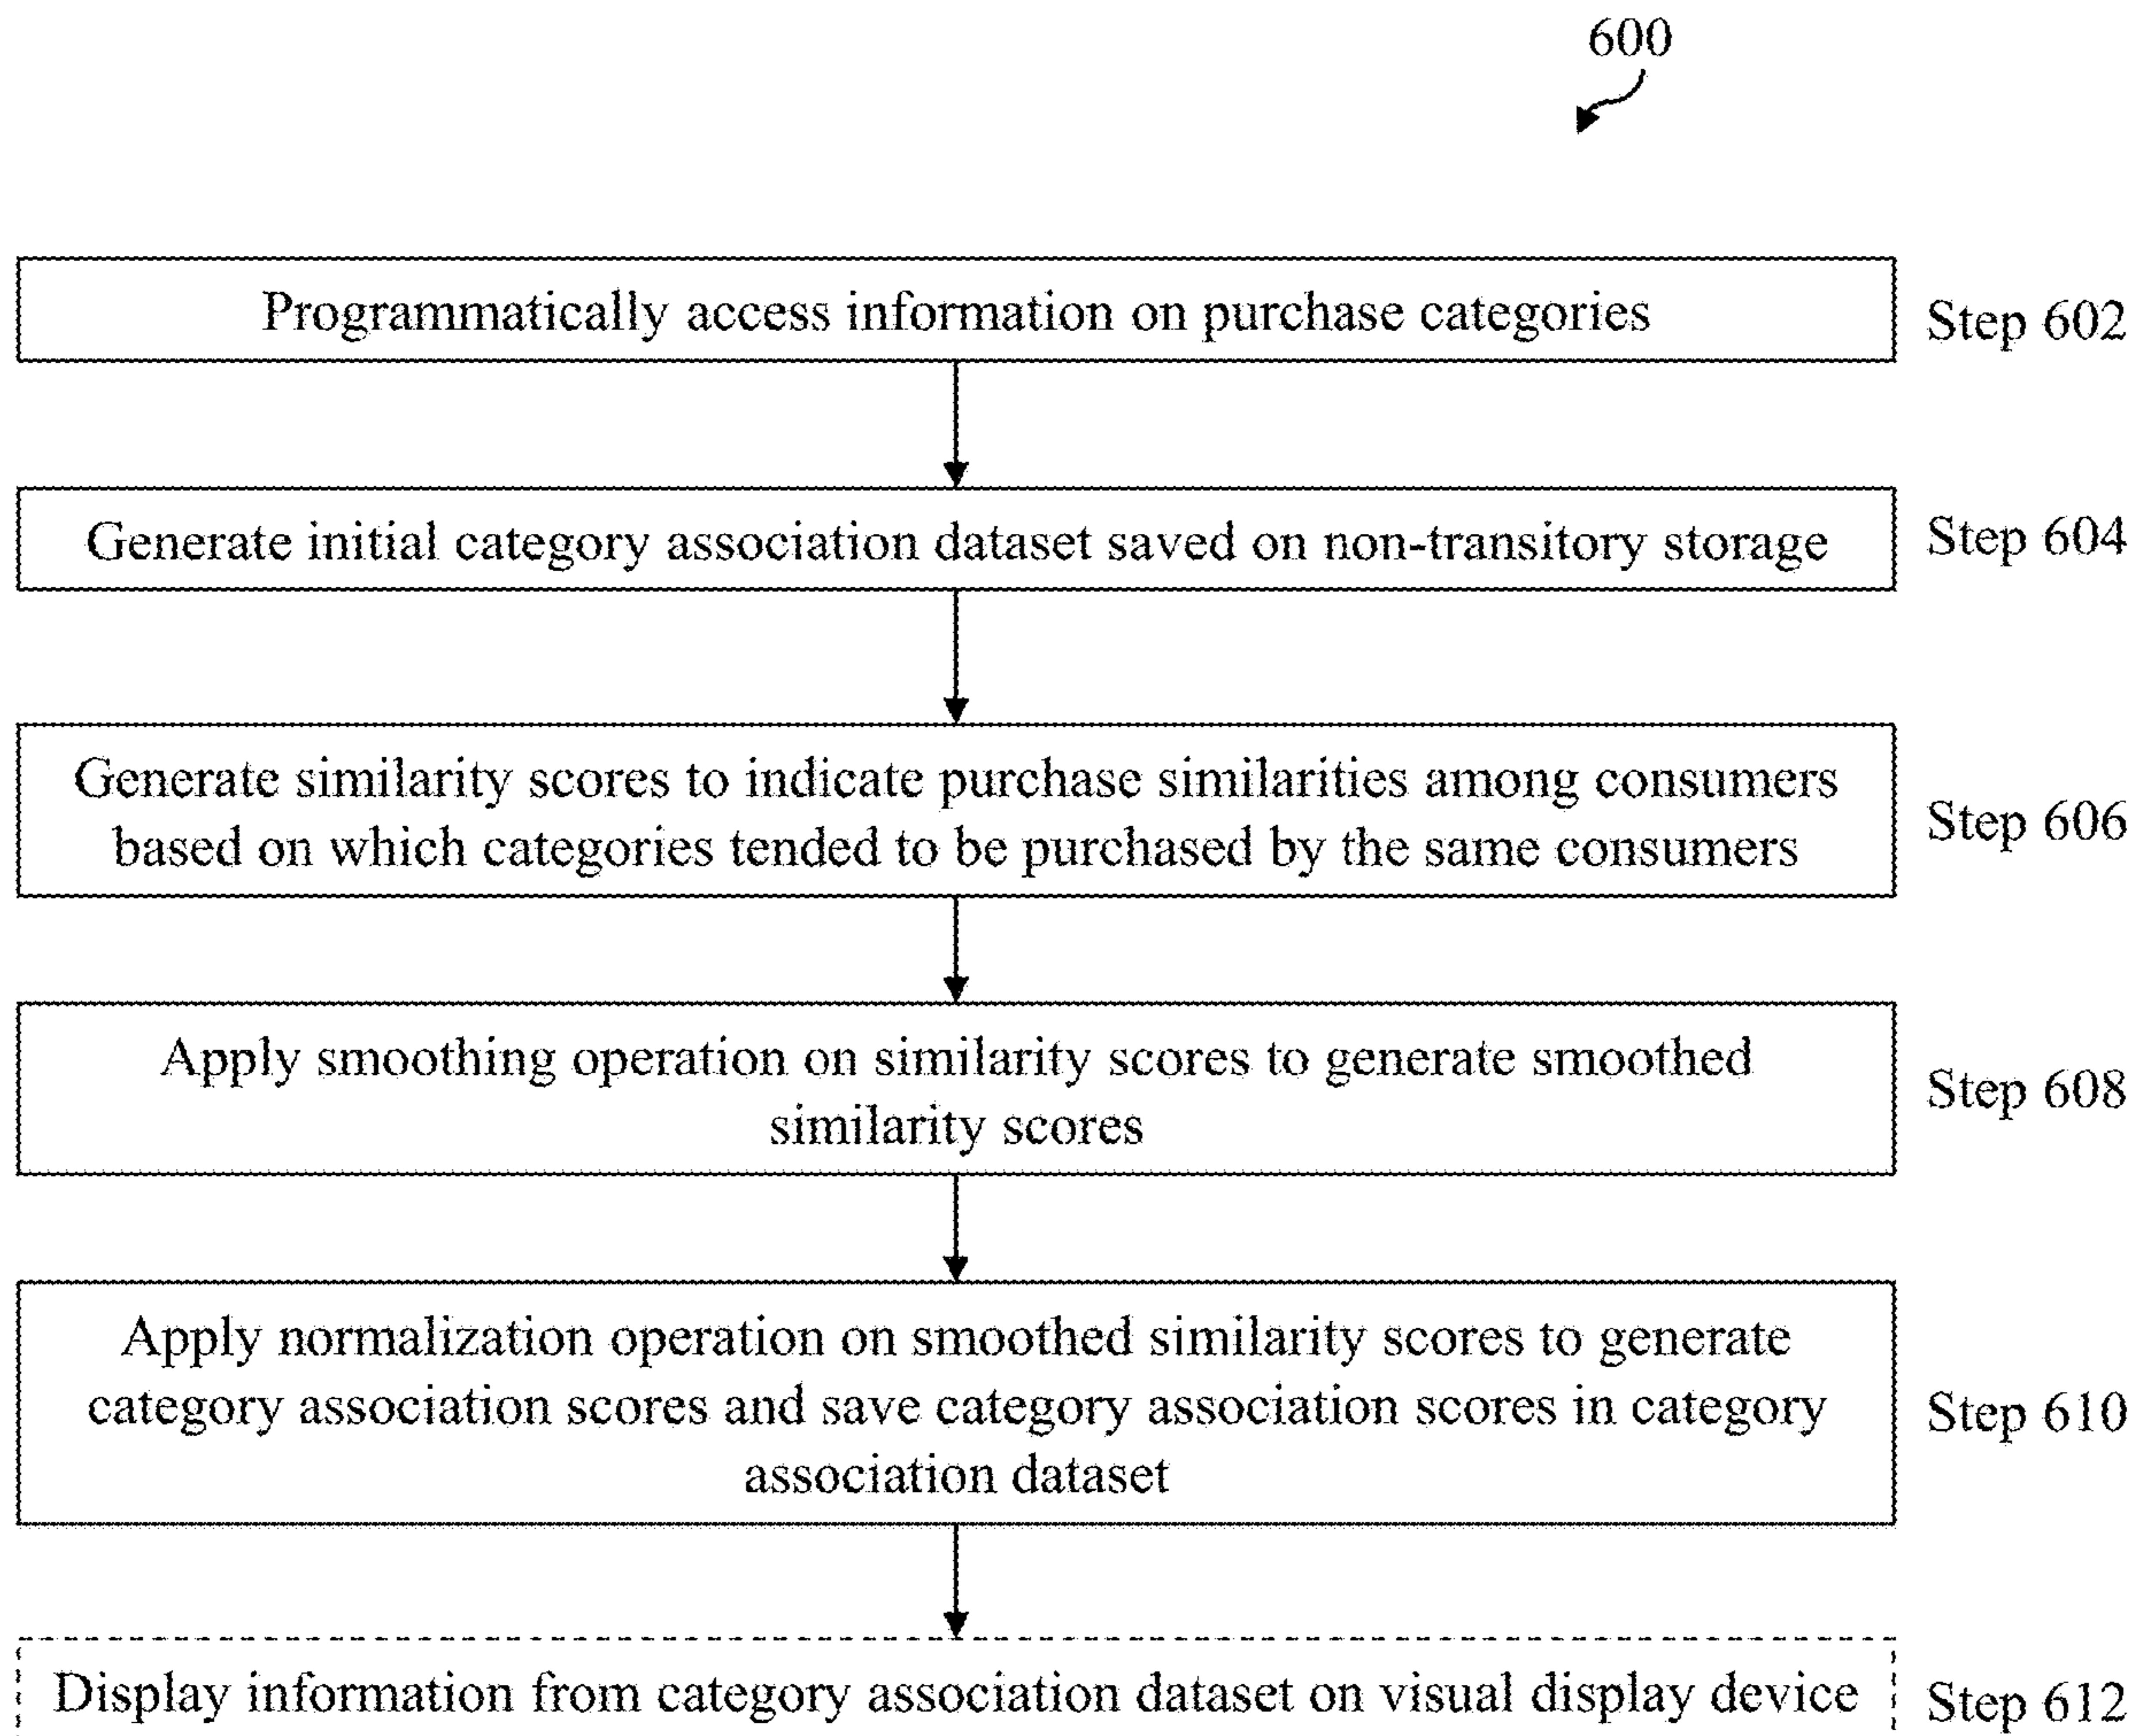 600
Programmatically access information on purchase categories
Step 602
Generate initial category association dataset saved on non-transitory storage
Step 604
Generate similarity scores to indicate purchase similarities among consumers
based on which categories tended to be purchased by the same consumers
Step 606
Apply smoothing operation on similarity scores to generate smoothed
similarity scores
Step 608
Apply normalization operation on smoothed similarity scores to generate
category association scores and save category association scores in category
association dataset
Step 610
Display information from category association dataset on visual display device
Step 612